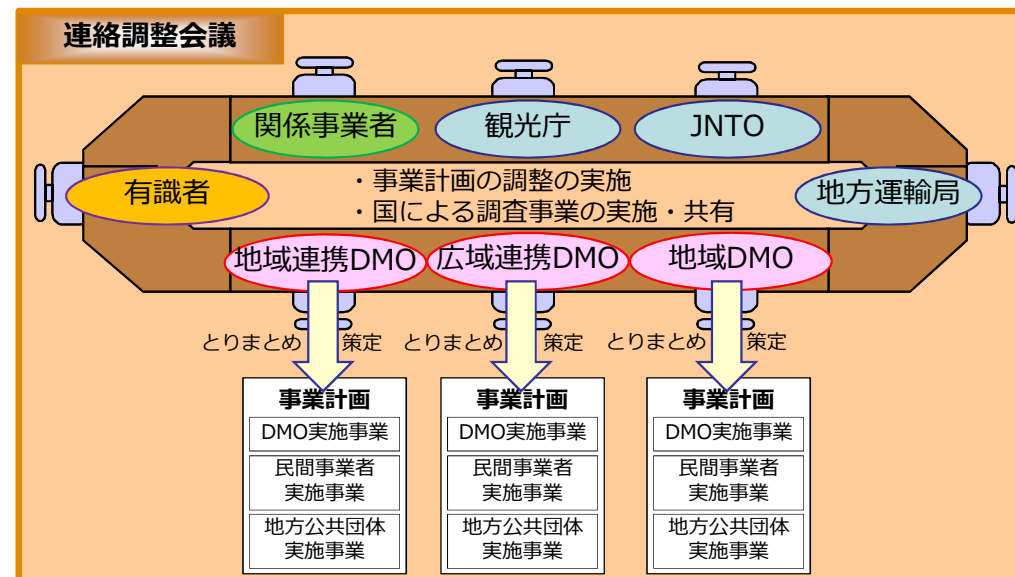 連絡調整会議
関係事業者
観光庁
JNTO
有識者
・事業計画の調整の実施
・国による調査事業の実施・共有
地方運輸局
地域連携DMO
広域連携DMO
地域DMO
とりまとめ
策定
とりまとめ
策定
とりまとめ
策定
事業計画
DMO実施事業
民間事業者
実施事業
地方公共団体
実施事業
事業計画
DMO実施事業
民間事業者
実施事業
地方公共団体
実施事業
事業計画
DMO実施事業
民間事業者
実施事業
地方公共団体
実施事業